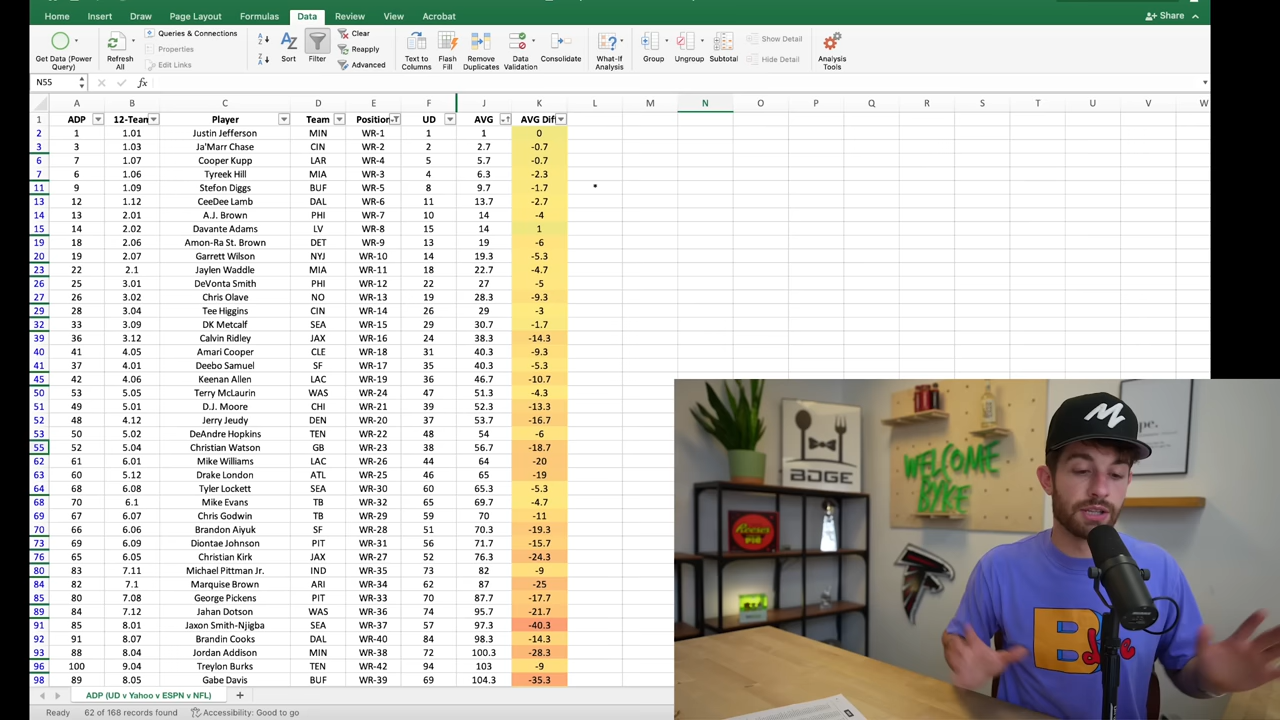 Home Insert Draw Page Layout Formulas Data Review View Acrobat Share
Get Data (Power Query)
Refresh All
Queries & Connections
Properties
Edit Links
Sort
Filter
Clear
Reapply
Advanced
Text to Columns
Flash Fill
Remove Duplicates
Data Validation
Consolidate
What-If Analysis
Group
Ungroup
Subtotal
Show Detail
Hide Detail
Analysis Tools
N55 fx
A B C D E F J K L M N O P Q R S T U V W
1 ADP 12-Team Player Team Position UD AVG AVG Dif
2 1 1.01 Justin Jefferson MIN WR-1 1 1 0
3 3 1.03 Ja'Marr Chase CIN WR-2 2 2.7 -0.7
6 7 1.07 Cooper Kupp LAR WR-4 5 5.7 -0.7
7 6 1.06 Tyreek Hill MIA WR-3 4 6.3 -2.3
11 9 1.09 Stefon Diggs BUF WR-5 8 9.7 -1.7
13 12 1.12 CeeDee Lamb DAL WR-6 11 13.7 -2.7
14 13 2.01 A.J. Brown PHI WR-7 10 14 -4
15 14 2.02 Davante Adams LV WR-8 15 14 1
19 18 2.06 Amon-Ra St. Brown DET WR-9 13 19 -6
20 19 2.07 Garrett Wilson NYJ WR-10 14 19.3 -5.3
23 22 2.1 Jaylen Waddle MIA WR-11 18 22.7 -4.7
26 25 3.01 DeVonta Smith PHI WR-12 22 27 -5
27 26 3.02 Chris Olave NO WR-13 19 28.3 -9.3
29 28 3.04 Tee Higgins CIN WR-14 26 29 -3
32 33 3.09 DK Metcalf SEA WR-15 29 30.7 -1.7
39 36 3.12 Calvin Ridley JAX WR-16 24 38.3 -14.3
40 41 4.05 Amari Cooper CLE WR-18 31 40.3 -9.3
41 37 4.01 Deebo Samuel SF WR-17 35 40.3 -5.3
45 42 4.06 Keenan Allen LAC WR-19 36 46.7 -10.7
50 53 5.05 Terry McLaurin WAS WR-24 47 51.3 -4.3
51 49 5.01 D.J. Moore CHI WR-21 39 52.3 -13.3
52 48 4.12 Jerry Jeudy DEN WR-20 37 53.7 -16.7
53 50 5.02 DeAndre Hopkins TEN WR-22 48 54 -6
55 52 5.04 Christian Watson GB WR-23 38 56.7 -18.7
62 61 6.01 Mike Williams LAC WR-26 44 64 -20
63 60 5.12 Drake London ATL WR-25 46 65 -19
64 68 6.08 Tyler Lockett SEA WR-30 60 65.3 -5.3
68 70 6.1 Mike Evans TB WR-32 65 69.7 -4.7
69 67 6.07 Chris Godwin TB WR-29 59 70 -11
70 66 6.06 Brandon Aiyuk SF WR-28 51 70.3 -19.3
73 69 6.09 Diontae Johnson PIT WR-31 56 71.7 -15.7
76 65 6.05 Christian Kirk JAX WR-27 52 76.3 -24.3
80 83 7.11 Michael Pittman Jr. IND WR-35 73 82 -9
84 82 7.1 Marquise Brown ARI WR-34 62 87 -25
85 80 7.08 George Pickens PIT WR-33 70 87.7 -17.7
89 84 7.12 Jahan Dotson WAS WR-36 74 95.7 -21.7
91 85 8.01 Jaxon Smith-Njigba SEA WR-37 57 97.3 -40.3
92 91 8.07 Brandin Cooks DAL WR-40 84 98.3 -14.3
93 88 8.04 Jordan Addison MIN WR-38 72 100.3 -28.3
96 100 9.04 Treylon Burks TEN WR-42 94 103 -9
98 89 8.05 Gabe Davis BUF WR-39 69 104.3 -35.3
ADP (UD v Yahoo v ESPN v NFL)
Ready 62 of 168 records found Accessibility: Good to go
BDGE
WELCOME
BYKE
REESE'S